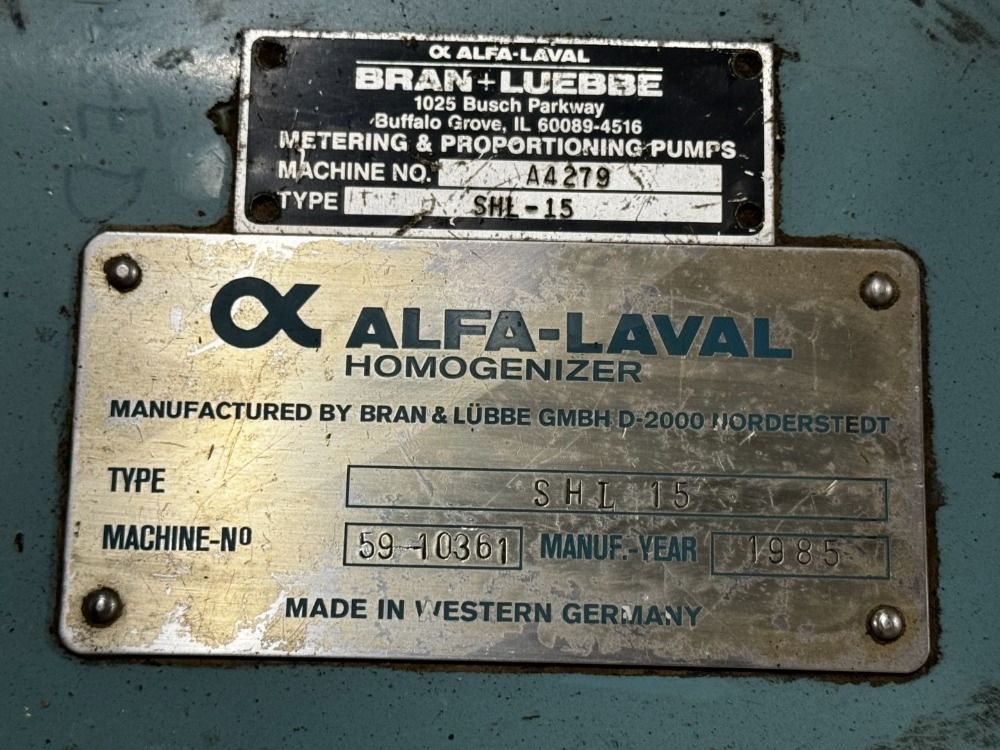 α ALFA-LAVAL
BRAN+LUEBBE
1025 Busch Parkway
Buffalo Grove, IL 60089-4516
METERING & PROPORTIONING PUMPS
MACHINE NO. A4279
TYPE SHL-15
α ALFA-LAVAL
HOMOGENIZER
MANUFACTURED BY BRAN & LÜBBE GMBH D-2000 NORDERSTEDT
TYPE SHL 15
MACHINE-Nº 59-10361 MANUF.-YEAR 1985
MADE IN WESTERN GERMANY